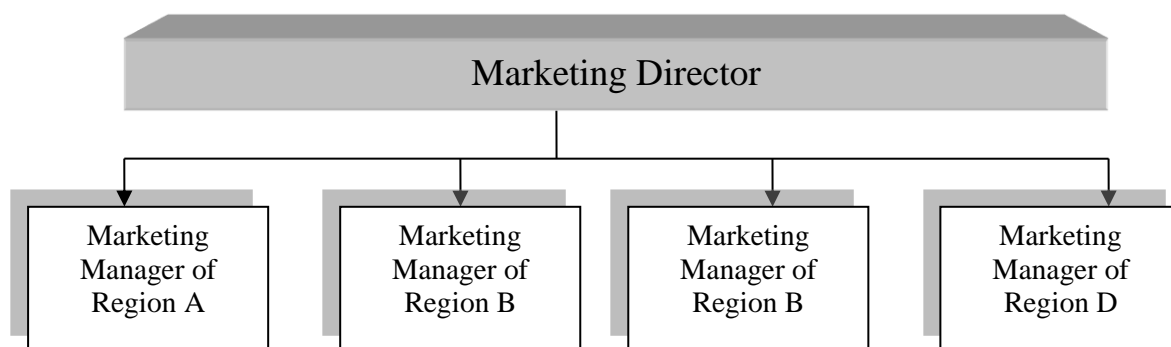 Marketing Director
Marketing
Manager of
Region A
Marketing
Manager of
Region B
Marketing
Manager of
Region B
Marketing
Manager of
Region D